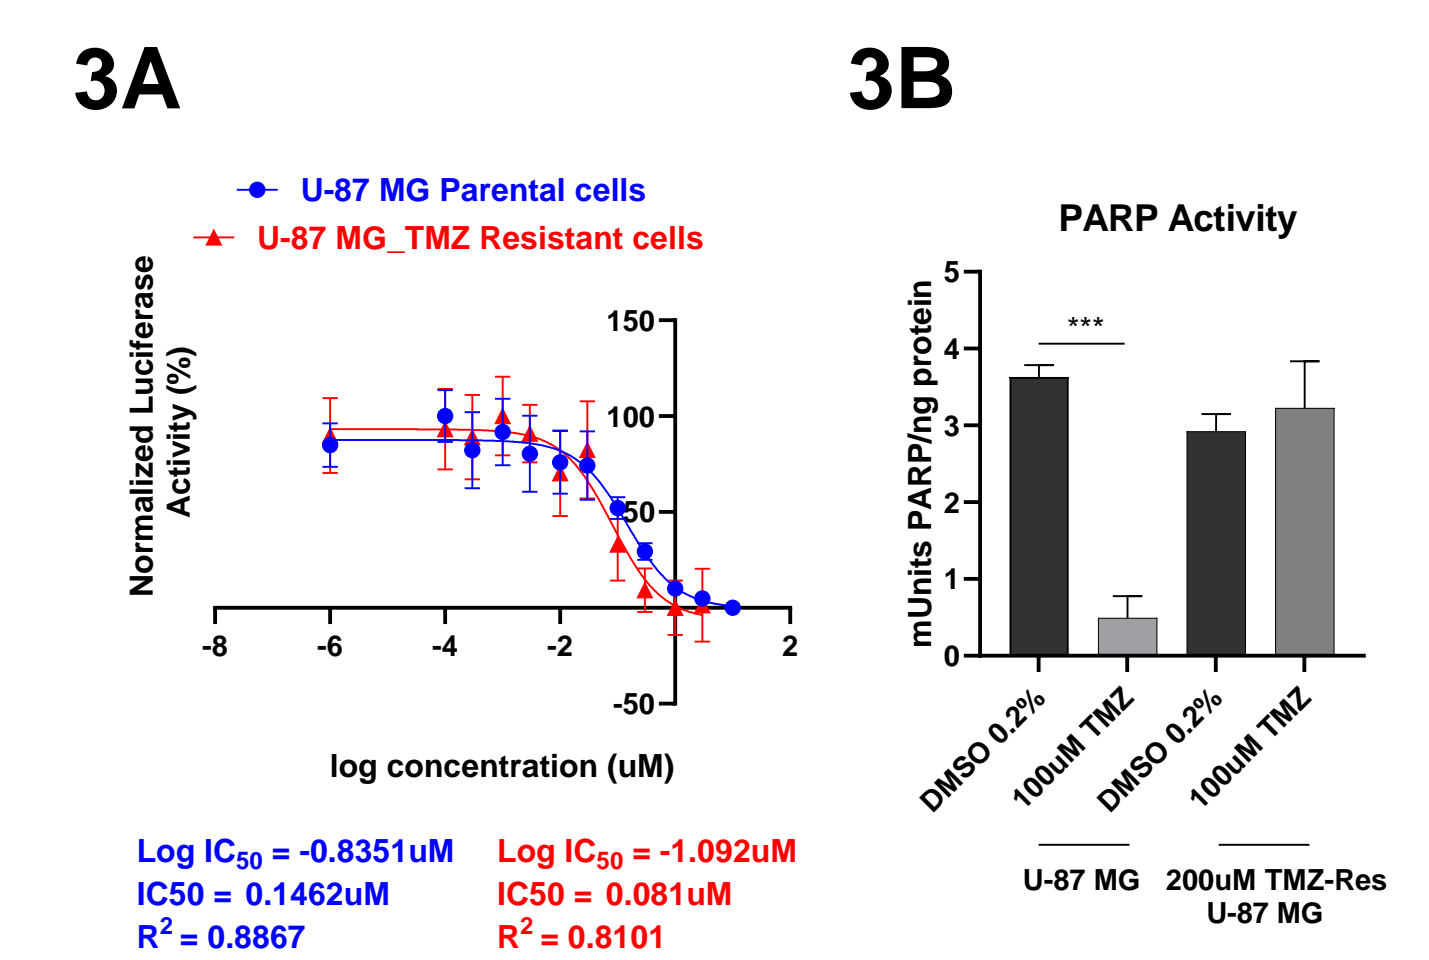 3A
3B
U-87 MG Parental cells
U-87 MG_TMZ Resistant cells
Normalized Luciferase
Activity (%)
150
100
50
-50
-8
-6
-4
-2
2
log concentration (uM)
Log IC50 = -0.8351uM
IC50 = 0.1462uM
R2 = 0.8867
Log IC50 = -1.092uM
IC50 = 0.081uM
R2 = 0.8101
PARP Activity
mUnits PARP/ng protein
5
4
3
2
1
0
***
DMSO 0.2%
100uM TMZ
DMSO 0.2%
100uM TMZ
U-87 MG
200uM TMZ-Res
U-87 MG